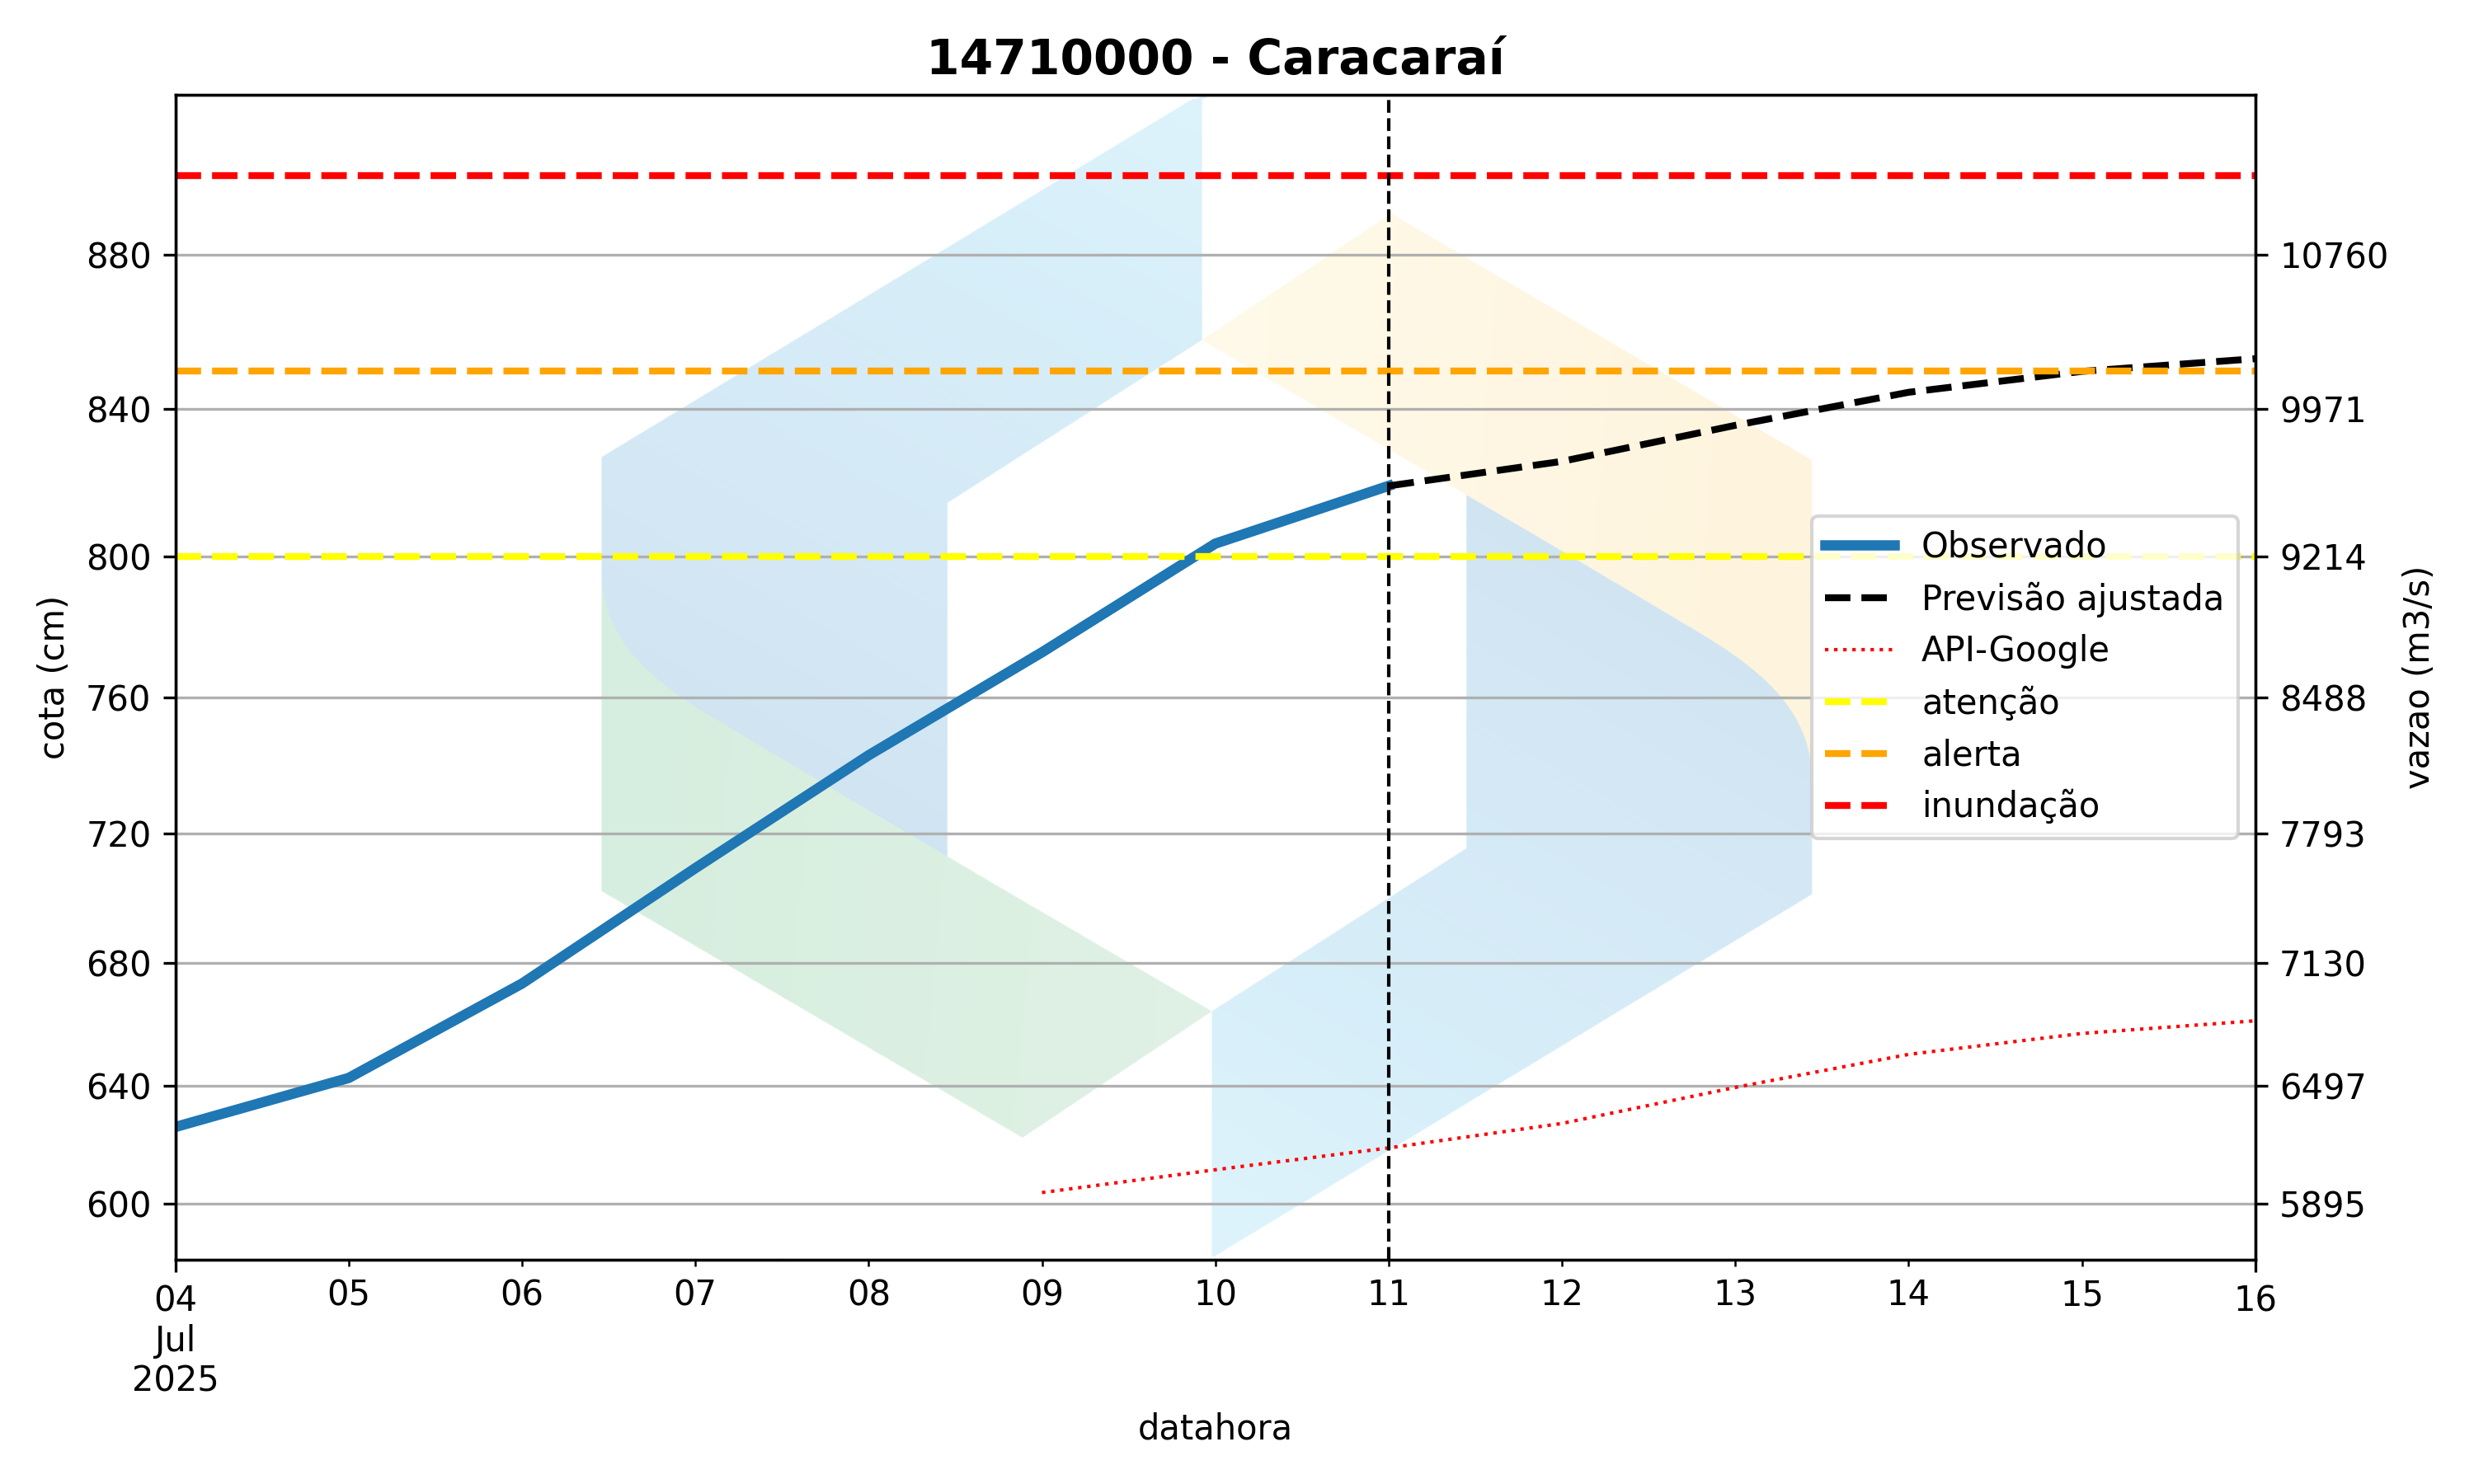 14710000 - Caracaraí
880
840
800
760
720
680
640
600
cota (cm)
10760
9971
9214
8488
7793
7130
6497
5895
vazao (m3/s)
Observado
Previsão ajustada
API-Google
atenção
alerta
inundação
04 05 06 07 08 09 10 11 12 13 14 15 16
Jul
2025
datahora